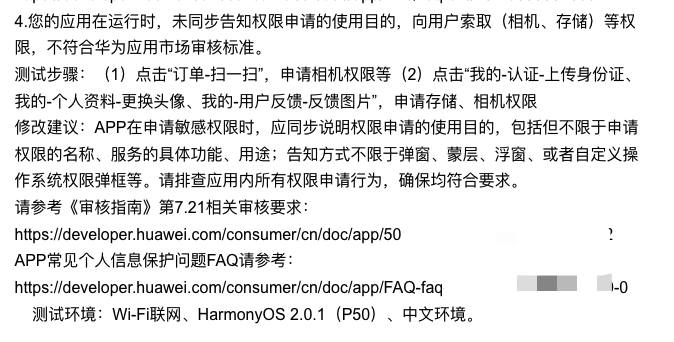 4.您的应用在运行时，未同步告知权限申请的使用目的，向用户索取（相机、存储）等权
限，不符合华为应用市场审核标准。
测试步骤：（1）点击“订单-扫一扫”，申请相机权限等（2）点击“我的-认证-上传身份证、
我的-个人资料-更换头像、我的-用户反馈-反馈图片”，申请存储、相机权限
修改建议：APP在申请敏感权限时，应同步说明权限申请的使用目的，包括但不限于申请
权限的名称、服务的具体功能、用途；告知方式不限于弹窗、蒙层、浮窗、或者自定义操
作系统权限弹框等。请排查应用内所有权限申请行为，确保均符合要求。
请参考《审核指南》第7.21相关审核要求：
https://developer.huawei.com/consumer/cn/doc/app/50
APP常见个人信息保护问题FAQ请参考：
https://developer.huawei.com/consumer/cn/doc/app/FAQ-faq -0
测试环境：Wi-Fi联网、HarmonyOS 2.0.1（P50）、中文环境。